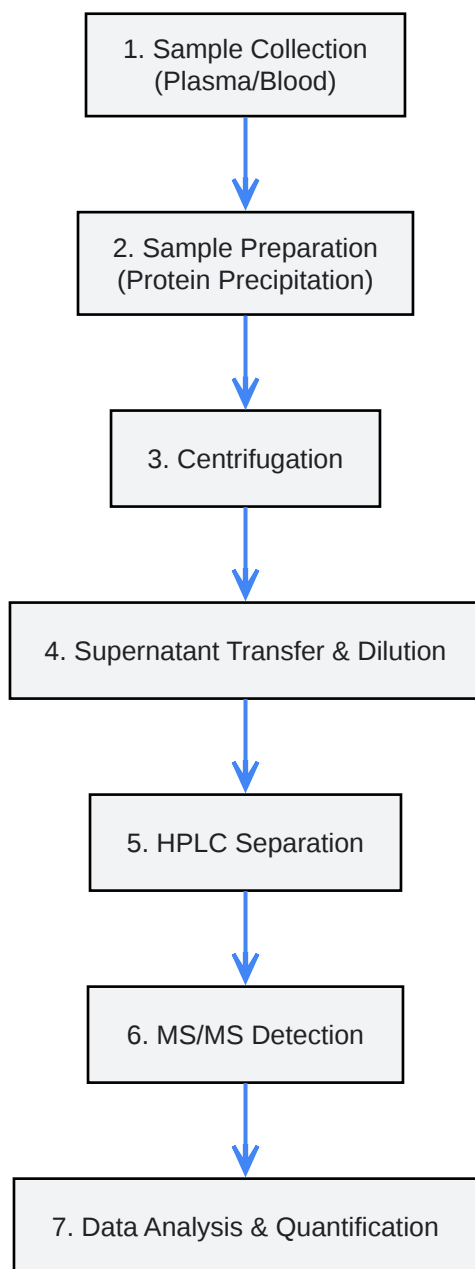 1. Sample Collection
(Plasma/Blood)
2. Sample Preparation
(Protein Precipitation)
3. Centrifugation
4. Supernatant Transfer & Dilution
5. HPLC Separation
6. MS/MS Detection
7. Data Analysis & Quantification